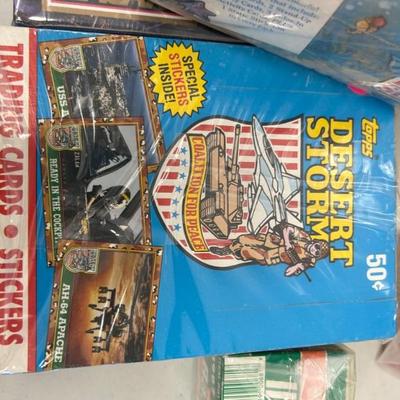 topps
DESERT
STORM
COALITION FOR PEACE
50¢
SPECIAL
STICKERS
INSIDE!
USS
READY IN THE COCKPIT
AH-64 APACHE
TRADING CARDS • STICKERS